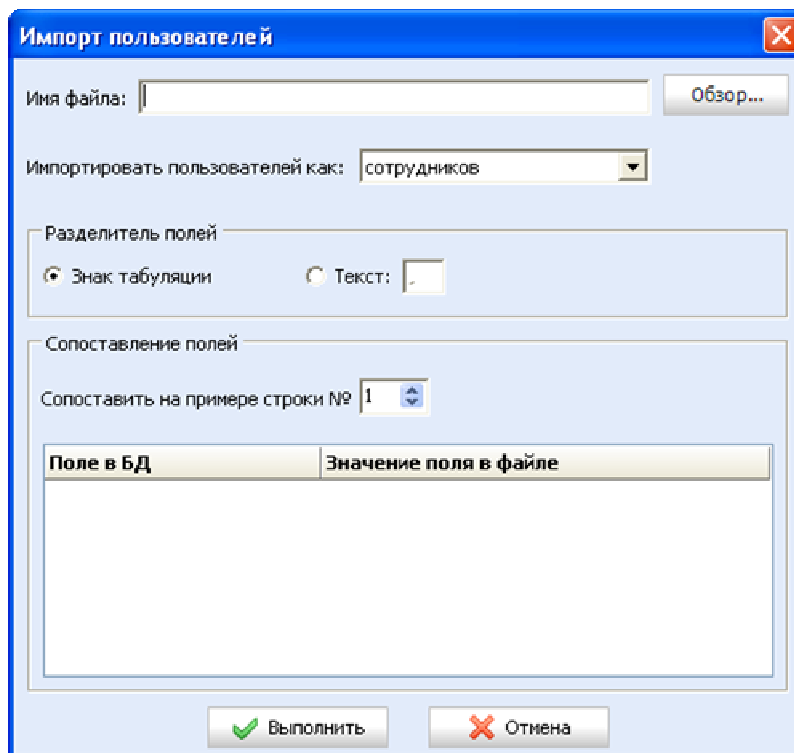 Импорт пользователей
Имя файла: Обзор...
Импортировать пользователей как: сотрудников
Разделитель полей
Знак табуляции Текст: ,
Сопоставление полей
Сопоставить на примере строки № 1
Поле в БД Значение поля в файле
Выполнить Отмена